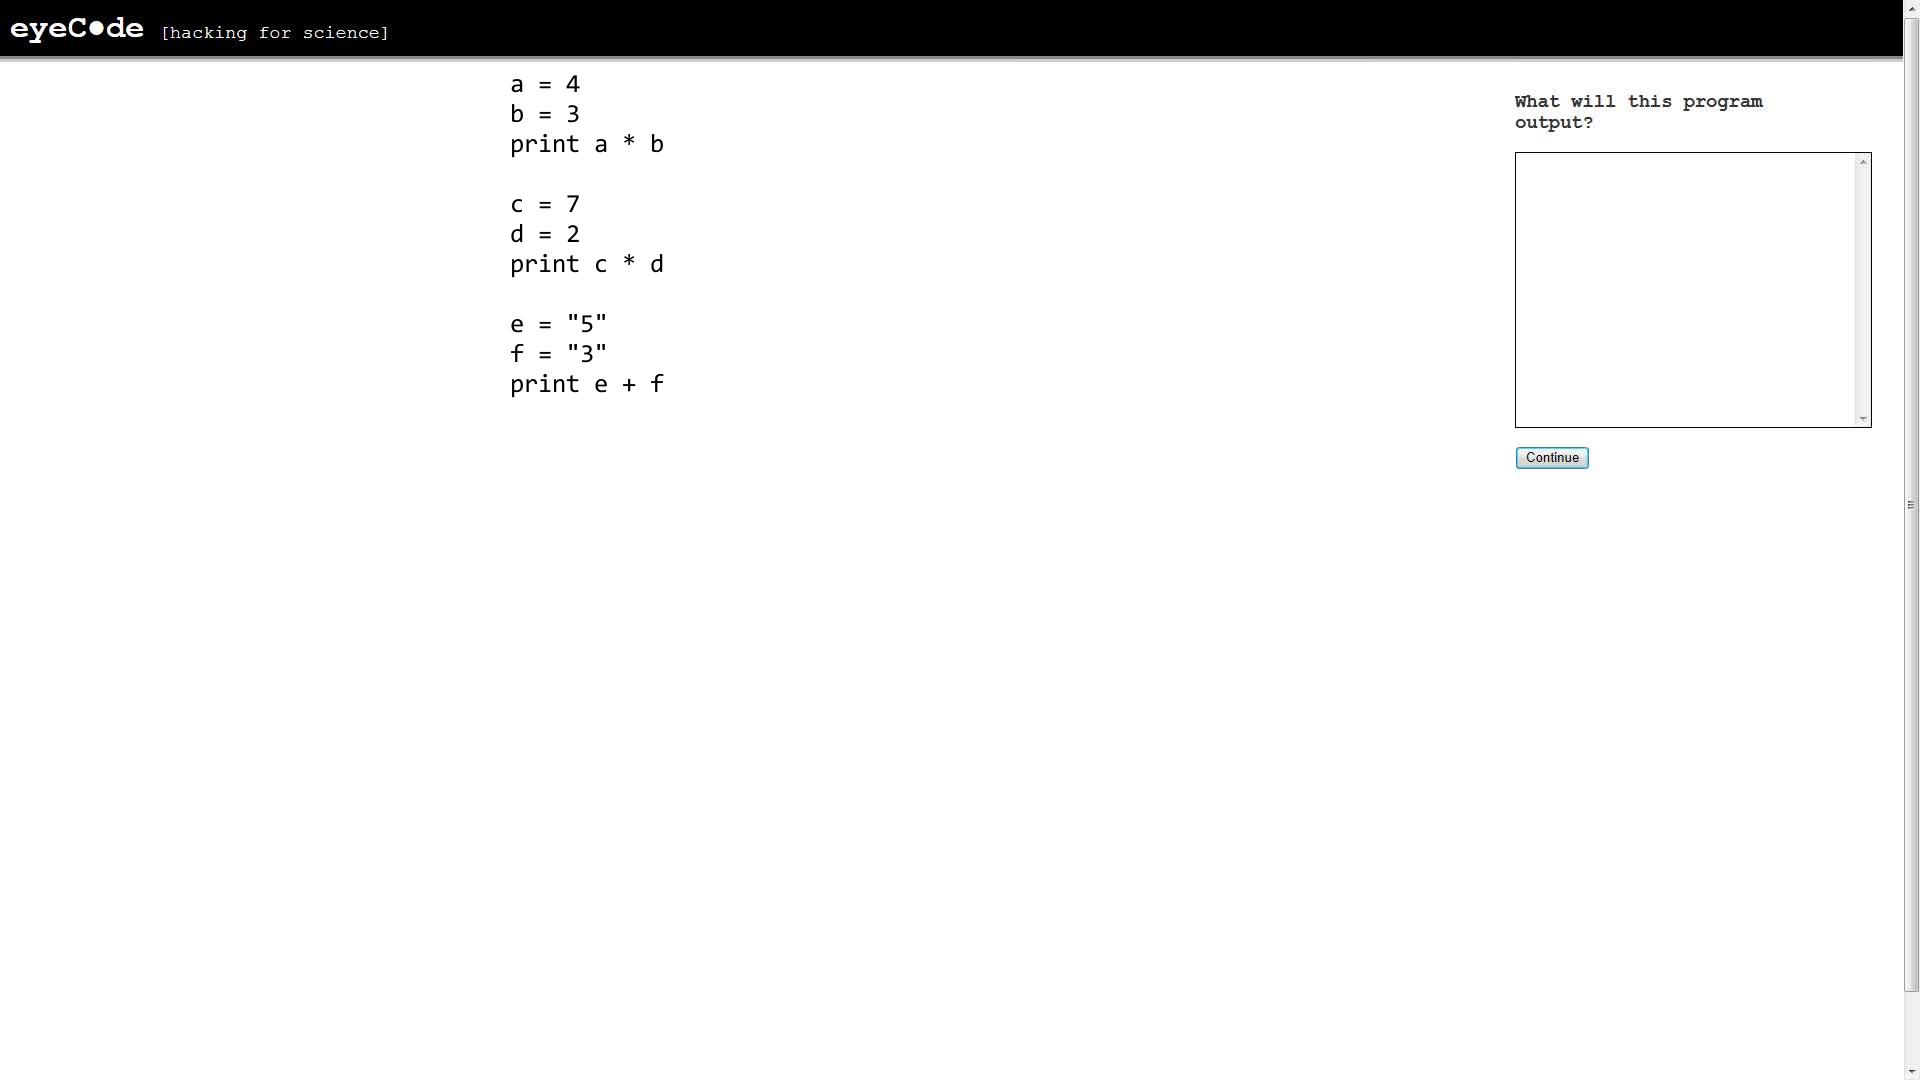 eyeC●de [hacking for science]
a = 4
b = 3
print a * b
c = 7
d = 2
print c * d
e = "5"
f = "3"
print e + f
What will this program
output?
Continue